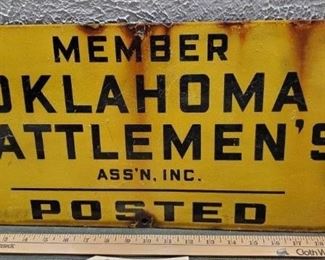 MEMBER
OKLAHOMA
ATTLEMEN'S
ASS'N, INC.
POSTED